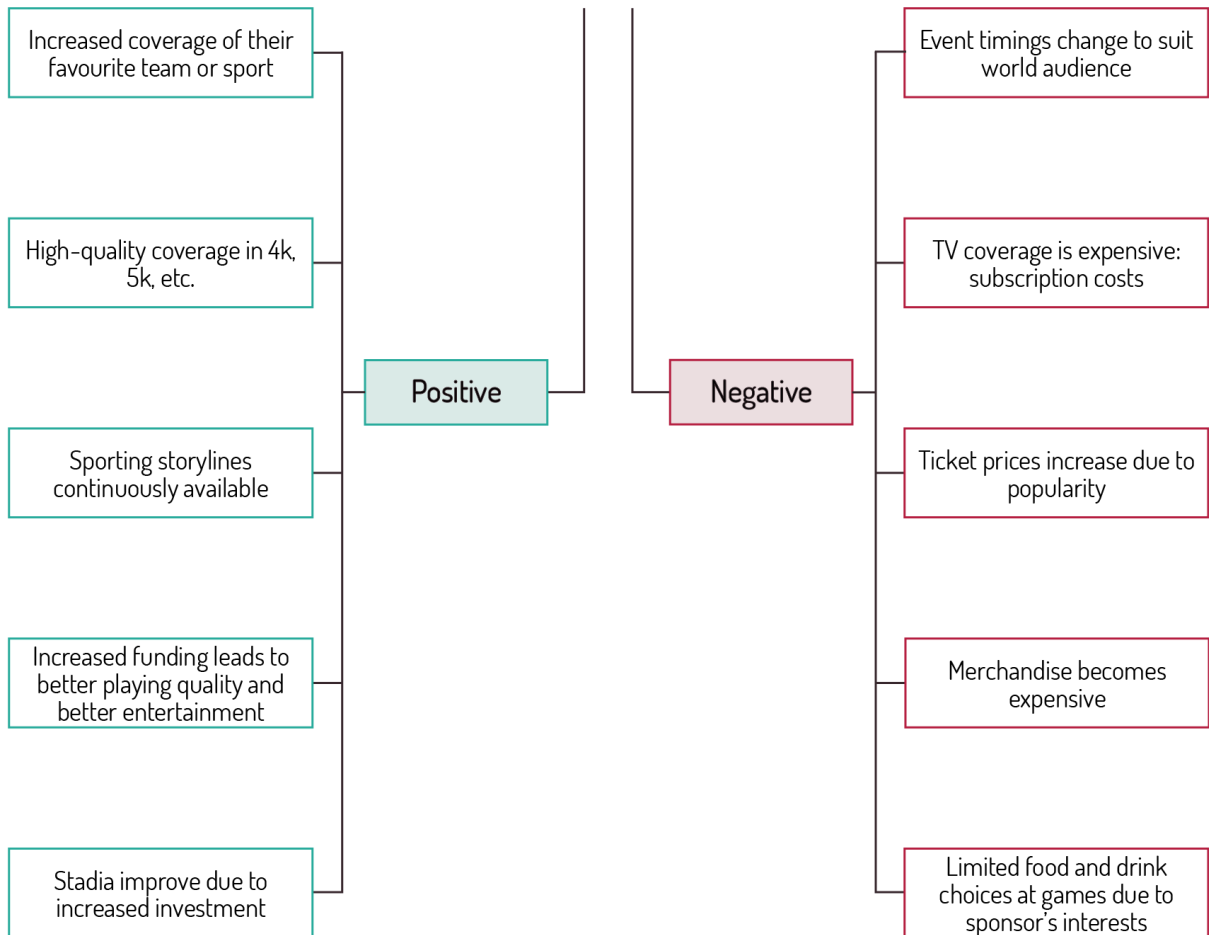 Increased coverage of their
favourite team or sport
High-quality coverage in 4k,
5k, etc.
Positive
Sporting storylines
continuously available
Increased funding leads to
better playing quality and
better entertainment
Stadia improve due to
increased investment
Event timings change to suit
world audience
TV coverage is expensive:
subscription costs
Negative
Ticket prices increase due to
popularity
Merchandise becomes
expensive
Limited food and drink
choices at games due to
sponsor's interests